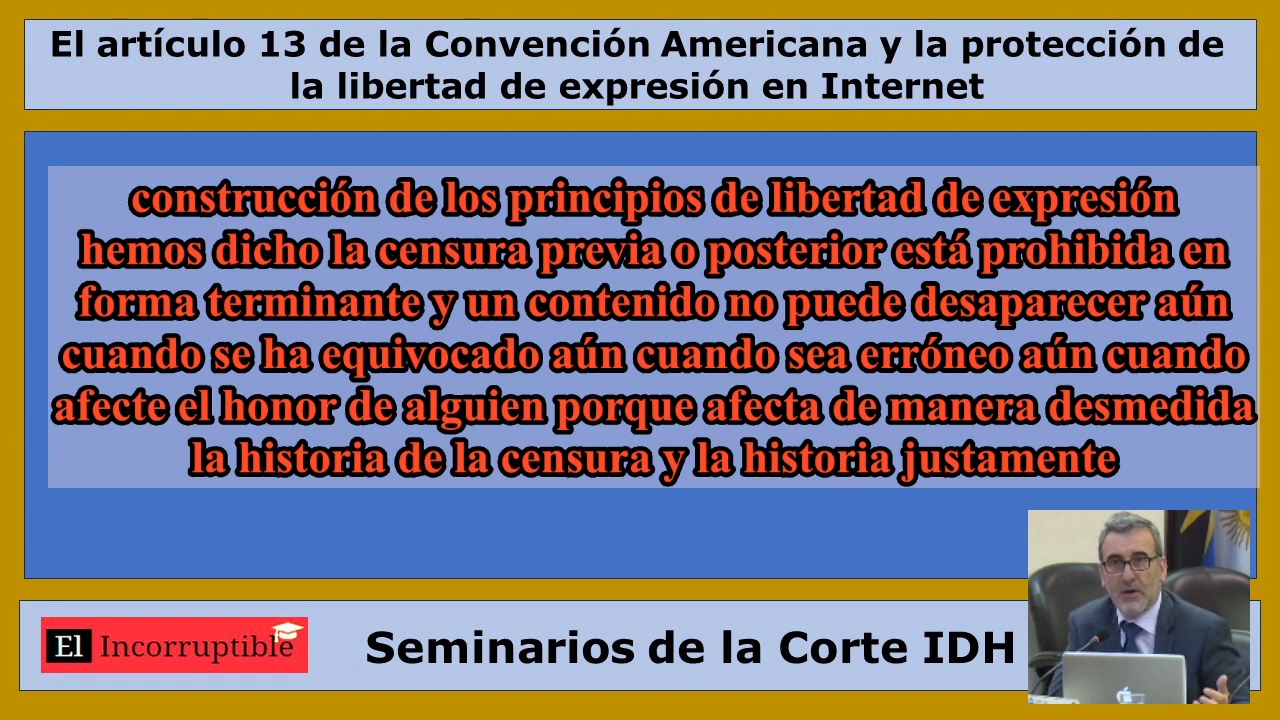 El artículo 13 de la Convención Americana y la protección de
la libertad de expresión en Internet
construcción de los principios de libertad de expresión
hemos dicho la censura previa o posterior está prohibida en
forma terminante y un contenido no puede desaparecer aún
cuando se ha equivocado aún cuando sea erróneo aún cuando
afecte el honor de alguien porque afecta de manera desmedida
la historia de la censura y la historia justamente
El Incorruptible
Seminarios de la Corte IDH